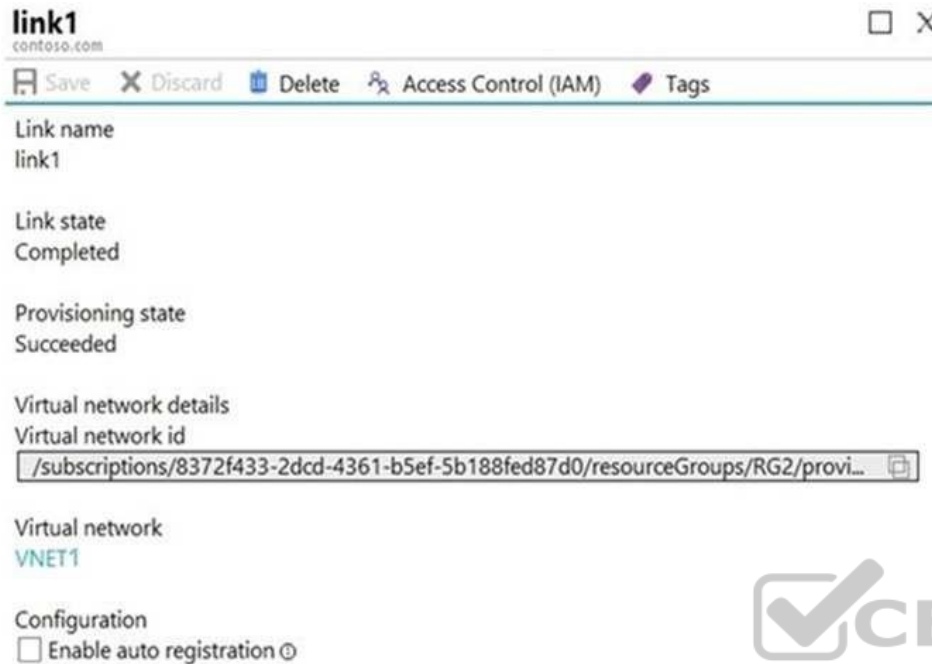 link1
contoso.com
Save Discard Delete Access Control (IAM) Tags
Link name
link1
Link state
Completed
Provisioning state
Succeeded
Virtual network details
Virtual network id
/subscriptions/8372f433-2dcd-4361-b5ef-5b188fed87d0/resourceGroups/RG2/provi...
Virtual network
VNET1
Configuration
Enable auto registration